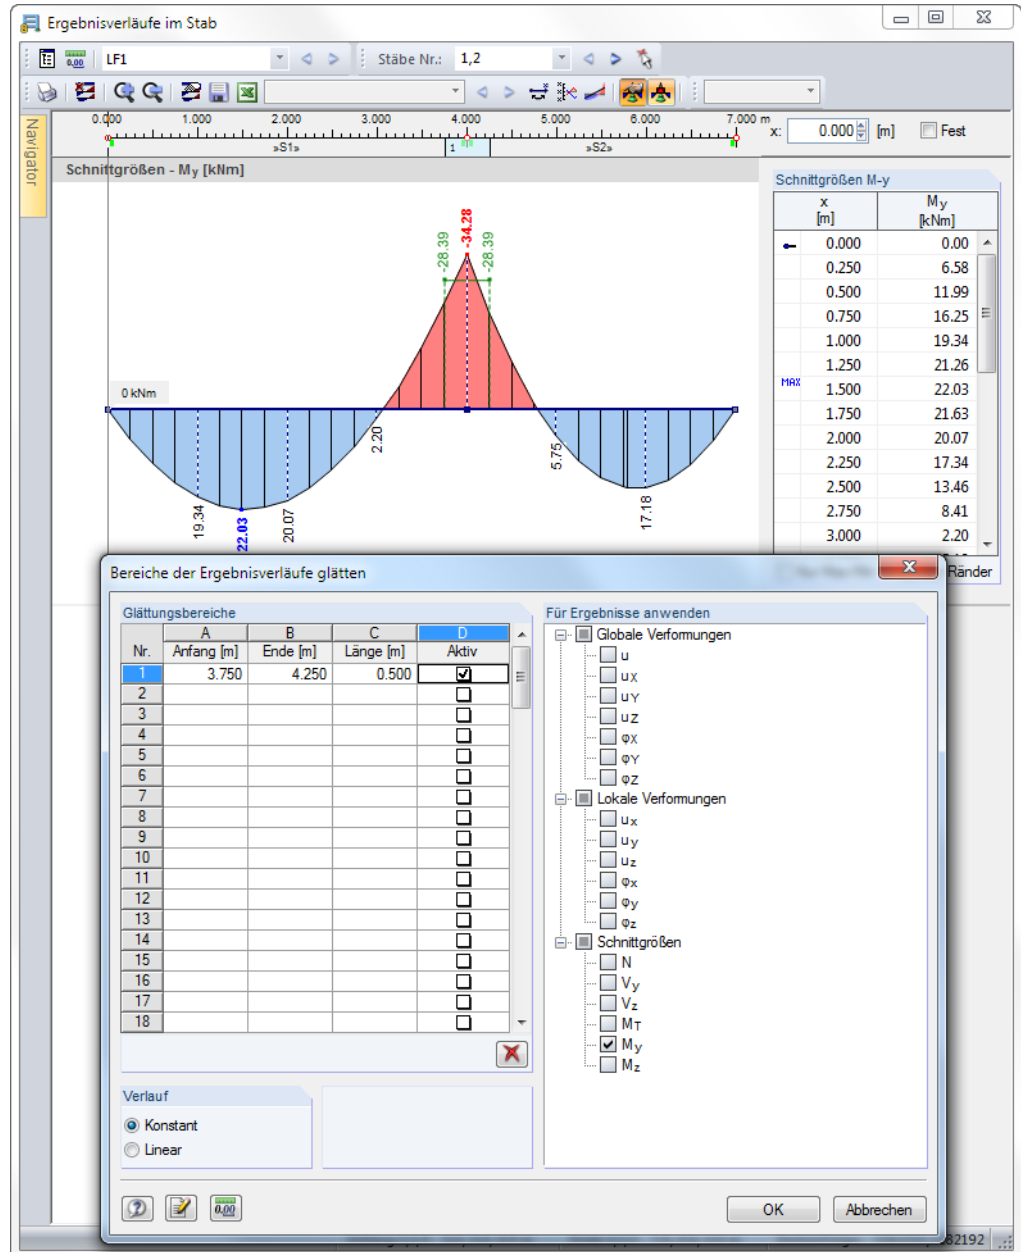 Ergebnisverläufe im Stab
LF1
Stäbe Nr.: 1,2
Navigator
0.000 1.000 2.000 3.000 4.000 5.000 6.000 7.000 m
»S1» 1 »S2»
x: 0.000 [m] Fest
Schnittgrößen - My [kNm]
-28.39
-34.28
-28.39
0 kNm
19.34
22.03
20.07
2.20
5.75
17.18
Schnittgrößen M-y
x [m] My [kNm]
0.000 0.00
0.250 6.58
0.500 11.99
0.750 16.25
1.000 19.34
1.250 21.26
MAX 1.500 22.03
1.750 21.63
2.000 20.07
2.250 17.34
2.500 13.46
2.750 8.41
3.000 2.20
Ränder
Bereiche der Ergebnisverläufe glätten
Glättungsbereiche
A B C D
Nr. Anfang [m] Ende [m] Länge [m] Aktiv
1 3.750 4.250 0.500
2
3
4
5
6
7
8
9
10
11
12
13
14
15
16
17
18
Verlauf
Konstant
Linear
Für Ergebnisse anwenden
Globale Verformungen
u
uX
uY
uZ
φX
φY
φZ
Lokale Verformungen
ux
uy
uz
φx
φy
φz
Schnittgrößen
N
Vy
Vz
MT
My
Mz
0.00
OK
Abbrechen